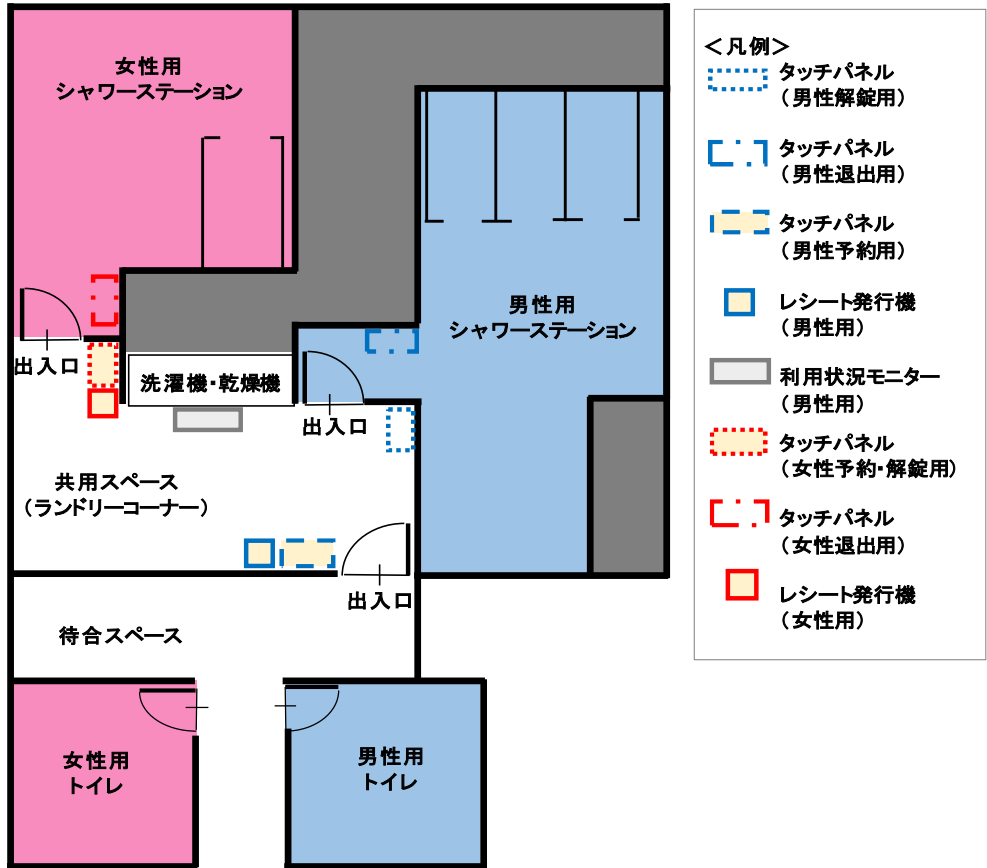 女性用
シャワーステーション
男性用
シャワーステーション
出入口
洗濯機・乾燥機
出入口
共用スペース
（ランドリーコーナー）
出入口
待合スペース
女性用
トイレ
男性用
トイレ
＜凡例＞
タッチパネル
（男性解錠用）
タッチパネル
（男性退出用）
タッチパネル
（男性予約用）
レシート発行機
（男性用）
利用状況モニター
（男性用）
タッチパネル
（女性予約・解錠用）
タッチパネル
（女性退出用）
レシート発行機
（女性用）